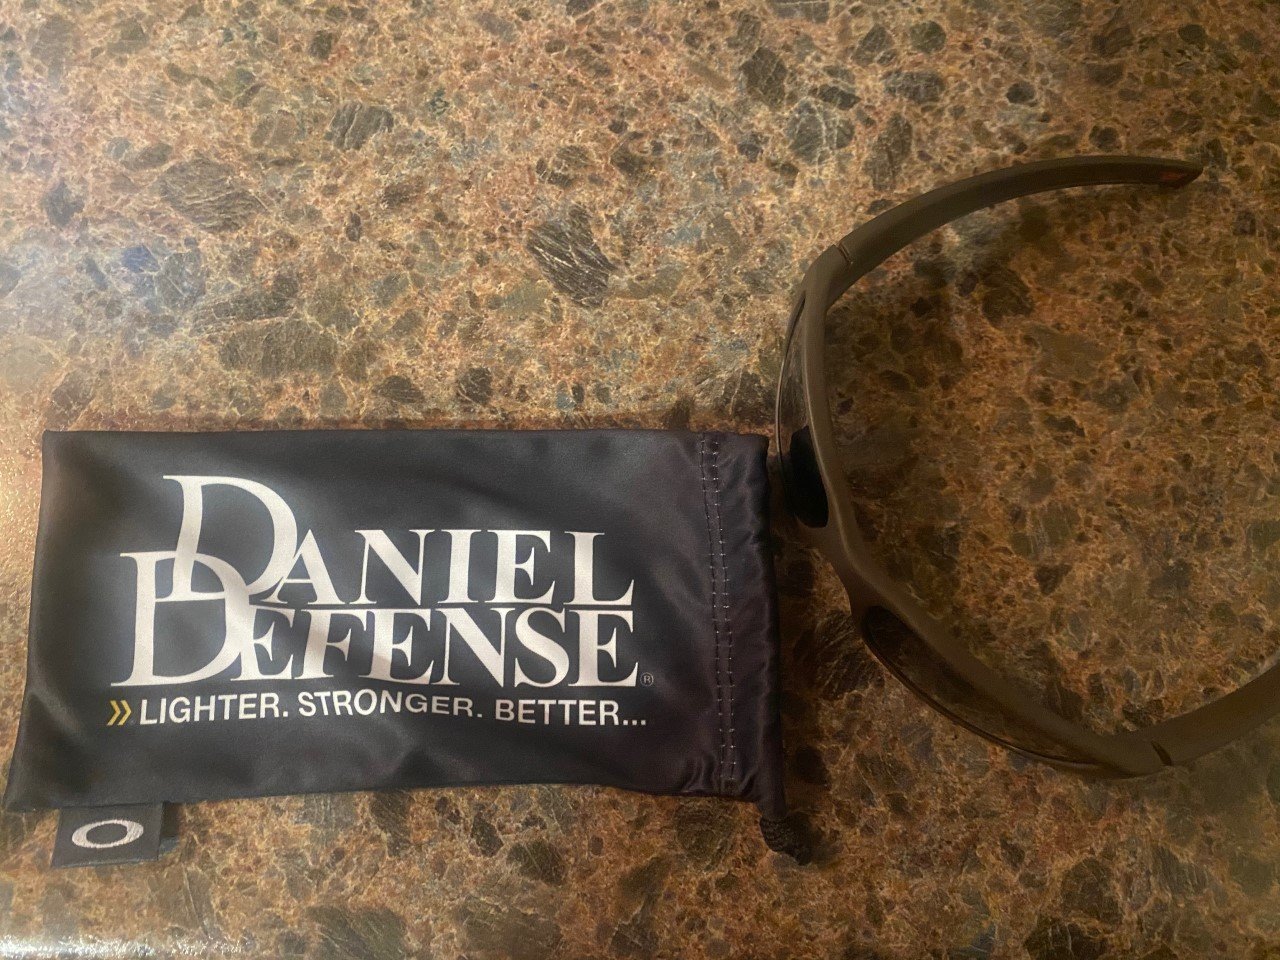 DANIEL
DEFENSE®
» LIGHTER. STRONGER. BETTER...